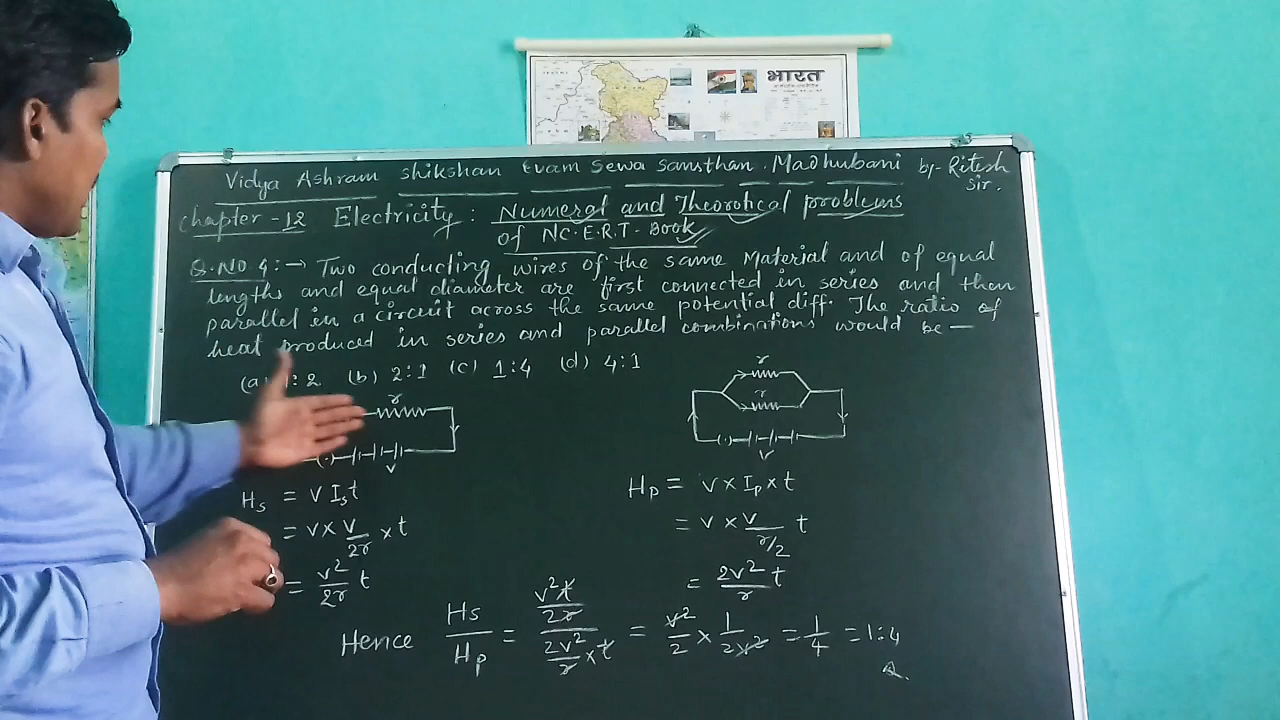 भारत
Vidya Ashram shikshan Evam Sewa Sansthan. Madhubani by:- Ritesh Sir.
Chapter - 12 Electricity: Numeral and Theorotical problems
of N.C.E.R.T- Book
Q.NO 4:→ Two conducting wires of the same Material and of equal
lengths and equal diameter are first connected in series and then
parallel in a circuit across the same potential diff. The ratio of
heat produced in series and parallel combinations would be —
(a) 1:2 (b) 2:1 (c) 1:4 (d) 4:1
r
V
r
r
V
Hs = V Is t
= V × V/2r × t
= V²/2r t
Hp = V × Ip × t
= V × V/r/2 t
= 2V²/r t
Hence Hs/Hp = V²t/2r / 2V²/r × t = V²/2 × 1/2V² = 1/4 = 1:4